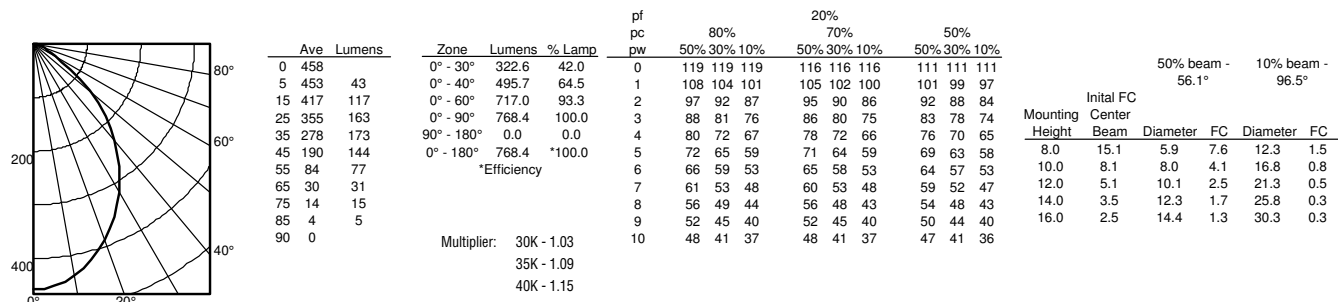 80°
60°
200
40°
400
0° 20°
Ave Lumens
0 458
5 453 43
15 417 117
25 355 163
35 278 173
45 190 144
55 84 77
65 30 31
75 14 15
85 4 5
90 0
Zone Lumens % Lamp
0° - 30° 322.6 42.0
0° - 40° 495.7 64.5
0° - 60° 717.0 93.3
0° - 90° 768.4 100.0
90° - 180° 0.0 0.0
0° - 180° 768.4 *100.0
*Efficiency
Multiplier: 30K - 1.03
35K - 1.09
40K - 1.15
pf 20%
pc 80% 70% 50%
pw 50% 30% 10% 50% 30% 10% 50% 30% 10%
0 119 119 119 116 116 116 111 111 111
1 108 104 101 105 102 100 101 99 97
2 97 92 87 95 90 86 92 88 84
3 88 81 76 86 80 75 83 78 74
4 80 72 67 78 72 66 76 70 65
5 72 65 59 71 64 59 69 63 58
6 66 59 53 65 58 53 64 57 53
7 61 53 48 60 53 48 59 52 47
8 56 49 44 56 48 43 54 48 43
9 52 45 40 52 45 40 50 44 40
10 48 41 37 48 41 37 47 41 36
50% beam - 10% beam -
56.1° 96.5°
Inital FC
Mounting Center
Height Beam Diameter FC Diameter FC
8.0 15.1 5.9 7.6 12.3 1.5
10.0 8.1 8.0 4.1 16.8 0.8
12.0 5.1 10.1 2.5 21.3 0.5
14.0 3.5 12.3 1.7 25.8 0.3
16.0 2.5 14.4 1.3 30.3 0.3